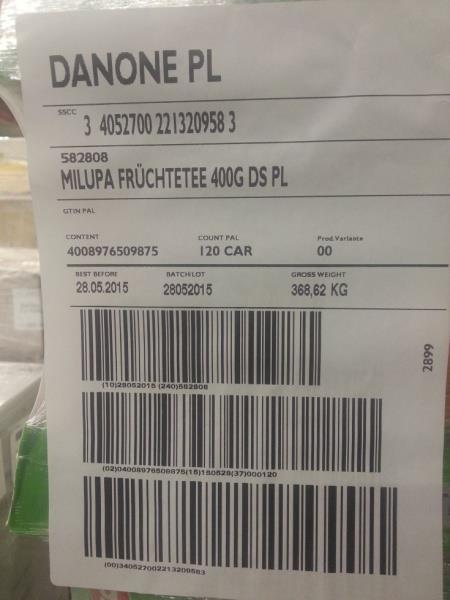 DANONE PL
SSCC
3 4052700 221320958 3
582808
MILUPA FRÜCHTETEE 400G DS PL
GTIN PAL
CONTENT COUNT PAL Prod.Variante
4008976509875 120 CAR 00
BEST BEFORE BATCH/LOT GROSS WEIGHT
28.05.2015 28052015 368,62 KG
2899
(10)28052015 (240)582808
(02)04008976509875(15)150528(37)000120
(00)340527002213209583